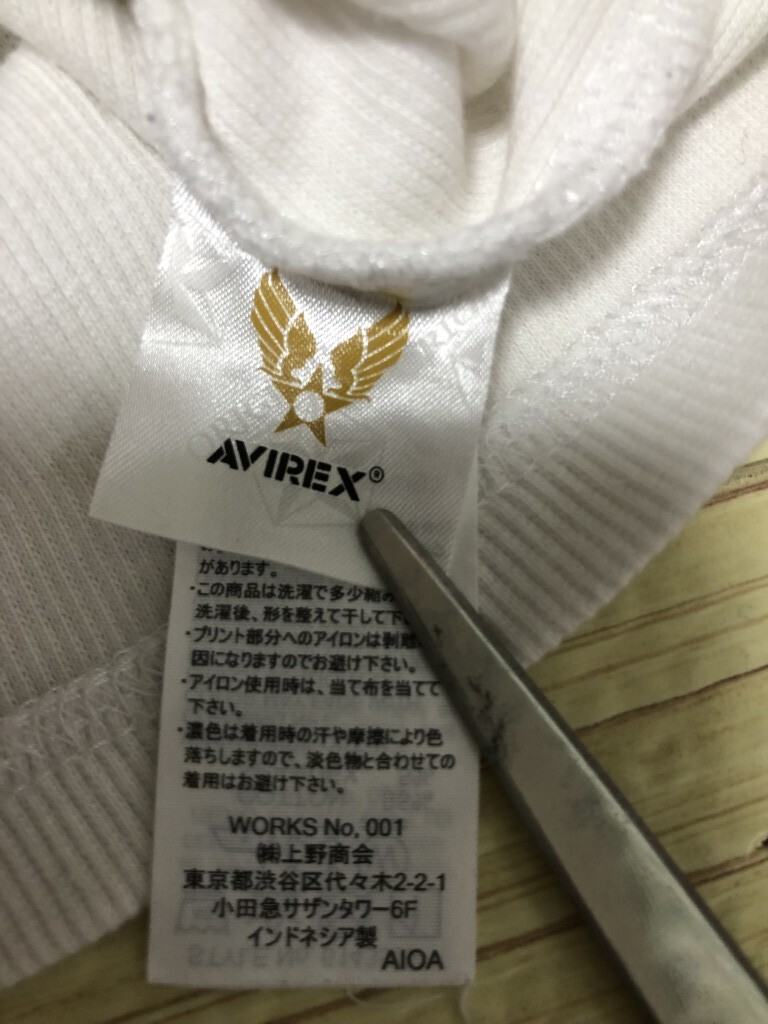 AVIREX®
があります。
・この商品は洗濯で多少縮み
洗濯後、形を整えて干して下
・プリント部分へのアイロンは剥離
因になりますのでお避け下さい。
・アイロン使用時は、当て布を当てて
下さい。
・濃色は着用時の汗や摩擦により色
落ちしますので、淡色物と合わせての
着用はお避け下さい。
WORKS No, 001
㈱上野商会
東京都渋谷区代々木2-2-1
小田急サザンタワー6F
インドネシア製
AIOA